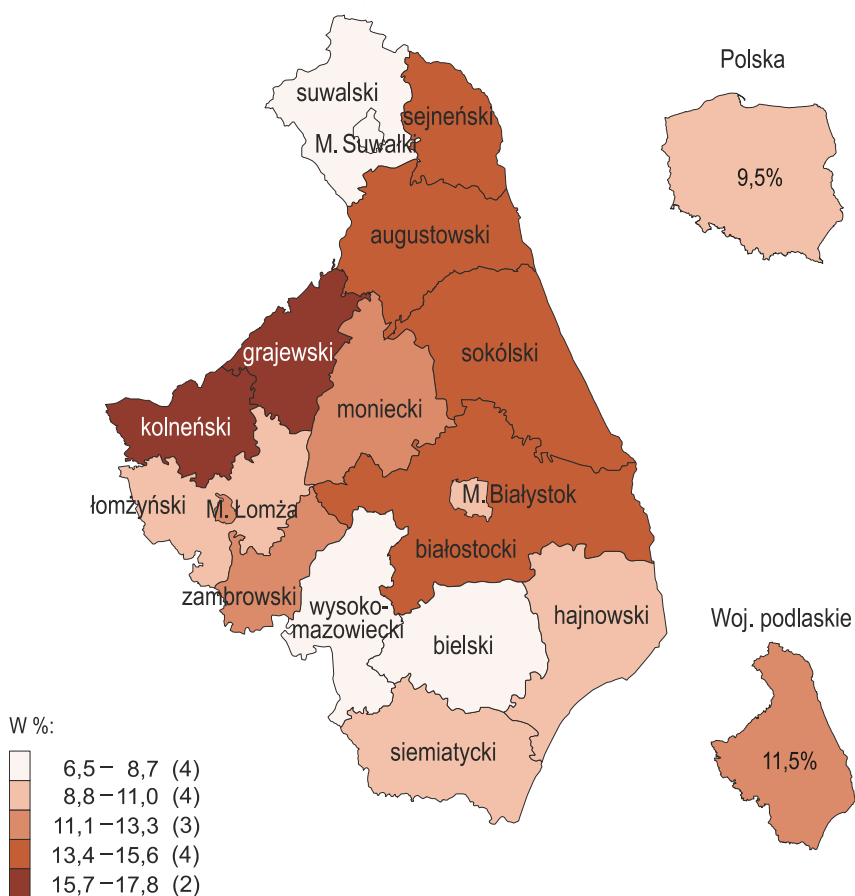 Polska
9,5%
suwalski
M. Suwałki
sejneński
augustowski
sokólski
grajewski
moniecki
kolneński
łomżyński
M. Łomża
M. Białystok
białostocki
zambrowski
wysoko-
mazowiecki
bielski
hajnowski
siemiatycki
Woj. podlaskie
11,5%
W %:
6,5 – 8,7 (4)
8,8 – 11,0 (4)
11,1 – 13,3 (3)
13,4 – 15,6 (4)
15,7 – 17,8 (2)